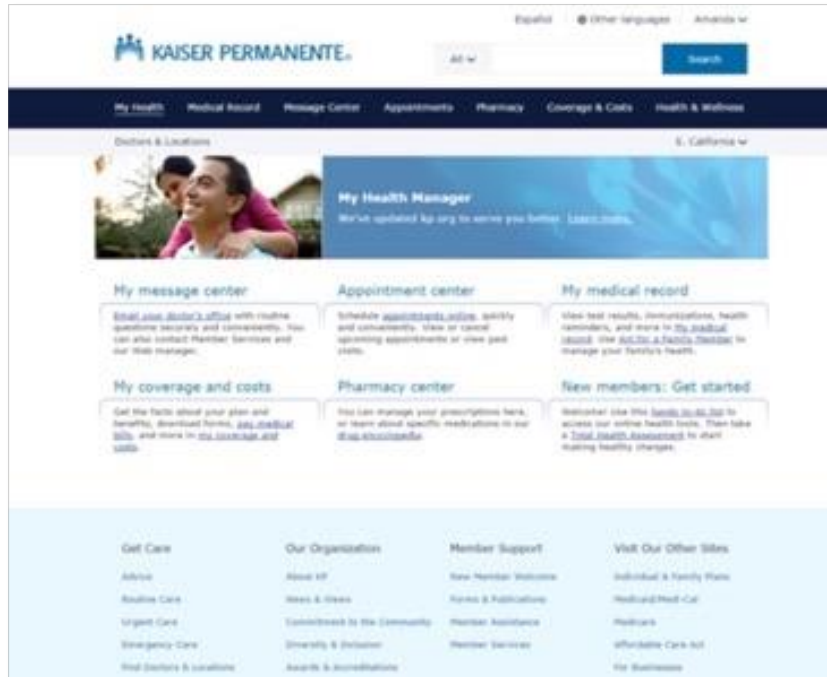 Español Other languages Amanda
KAISER PERMANENTE®
All Search
My Health Medical Record Message Center Appointments Pharmacy Coverage & Costs Health & Wellness
Doctors & Locations S. California
My Health Manager
We've updated kp.org to serve you better. Learn more.
My message center
Email your doctor's office with routine
questions securely and conveniently. You
can also contact Member Services and
our Web manager.
Appointment center
Schedule appointments online, quickly
and conveniently. View or cancel
upcoming appointments or view past
visits.
My medical record
View test results, immunizations, health
reminders, and more in My medical
record. Use Act for a Family Member to
manage your family's health.
My coverage and costs
Get the facts about your plan and
benefits, download forms, pay medical
bills, and more in my coverage and
costs.
Pharmacy center
You can manage your prescriptions here,
or learn about specific medications in our
drug encyclopedia.
New members: Get started
Welcome! Use this hands-to-do list to
access our online health tools. Then take
a Total Health Assessment to start
making healthy changes.
Get Care
Advice
Routine Care
Urgent Care
Emergency Care
Find Doctors & Locations
Our Organization
About KP
News & Views
Commitment to the Community
Diversity & Inclusion
Awards & Accreditations
Member Support
New Member Welcome
Forms & Publications
Member Assistance
Member Services
Visit Our Other Sites
Individual & Family Plans
Medicaid/Medi-Cal
Medicare
Affordable Care Act
For Businesses